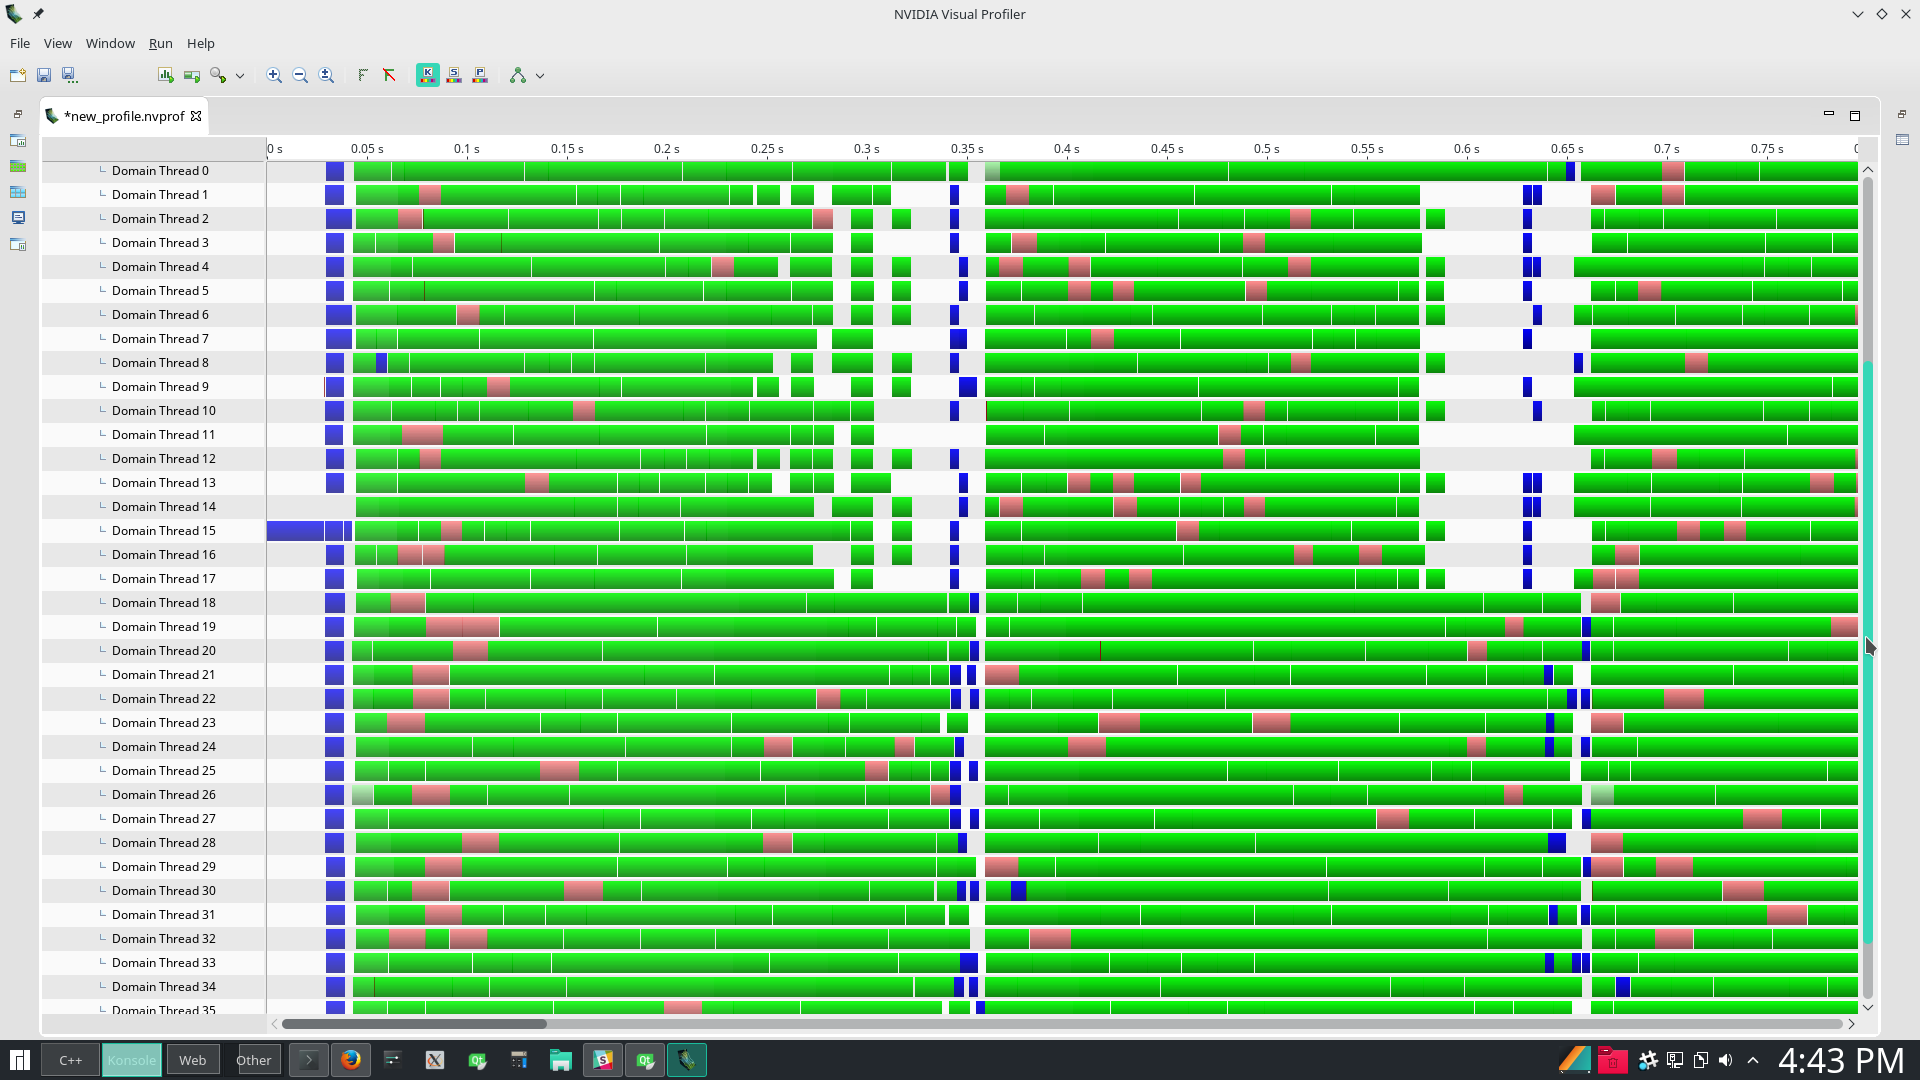 NVIDIA Visual Profiler
File View Window Run Help
K S P
*new_profile.nvprof
0 s 0.05 s 0.1 s 0.15 s 0.2 s 0.25 s 0.3 s 0.35 s 0.4 s 0.45 s 0.5 s 0.55 s 0.6 s 0.65 s 0.7 s 0.75 s
Domain Thread 0
Domain Thread 1
Domain Thread 2
Domain Thread 3
Domain Thread 4
Domain Thread 5
Domain Thread 6
Domain Thread 7
Domain Thread 8
Domain Thread 9
Domain Thread 10
Domain Thread 11
Domain Thread 12
Domain Thread 13
Domain Thread 14
Domain Thread 15
Domain Thread 16
Domain Thread 17
Domain Thread 18
Domain Thread 19
Domain Thread 20
Domain Thread 21
Domain Thread 22
Domain Thread 23
Domain Thread 24
Domain Thread 25
Domain Thread 26
Domain Thread 27
Domain Thread 28
Domain Thread 29
Domain Thread 30
Domain Thread 31
Domain Thread 32
Domain Thread 33
Domain Thread 34
Domain Thread 35
C++ Konsole Web Other 4:43 PM